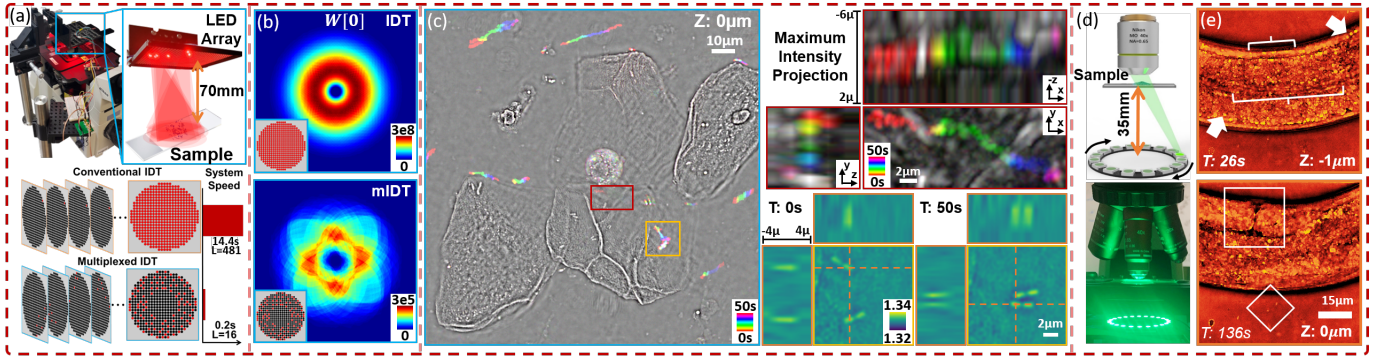 (a)
LED
Array
70mm
Sample
Conventional IDT
System
Speed
14.4s
L=481
Multiplexed IDT
0.2s
L=16
(b)
W[0] IDT
3e8
0
mIDT
3e5
0
(c)
Z: 0μm
10μm
50s
0s
Maximum
Intensity
Projection
-6μ
2μ
-z
x
y
z
y
x
50s
0s
2μm
T: 0s
T: 50s
-4μ 4μ
1.34
1.32
2μm
(d)
Sample
35mm
(e)
T: 26s
Z: -1μm
15μm
T: 136s
Z: 0μm